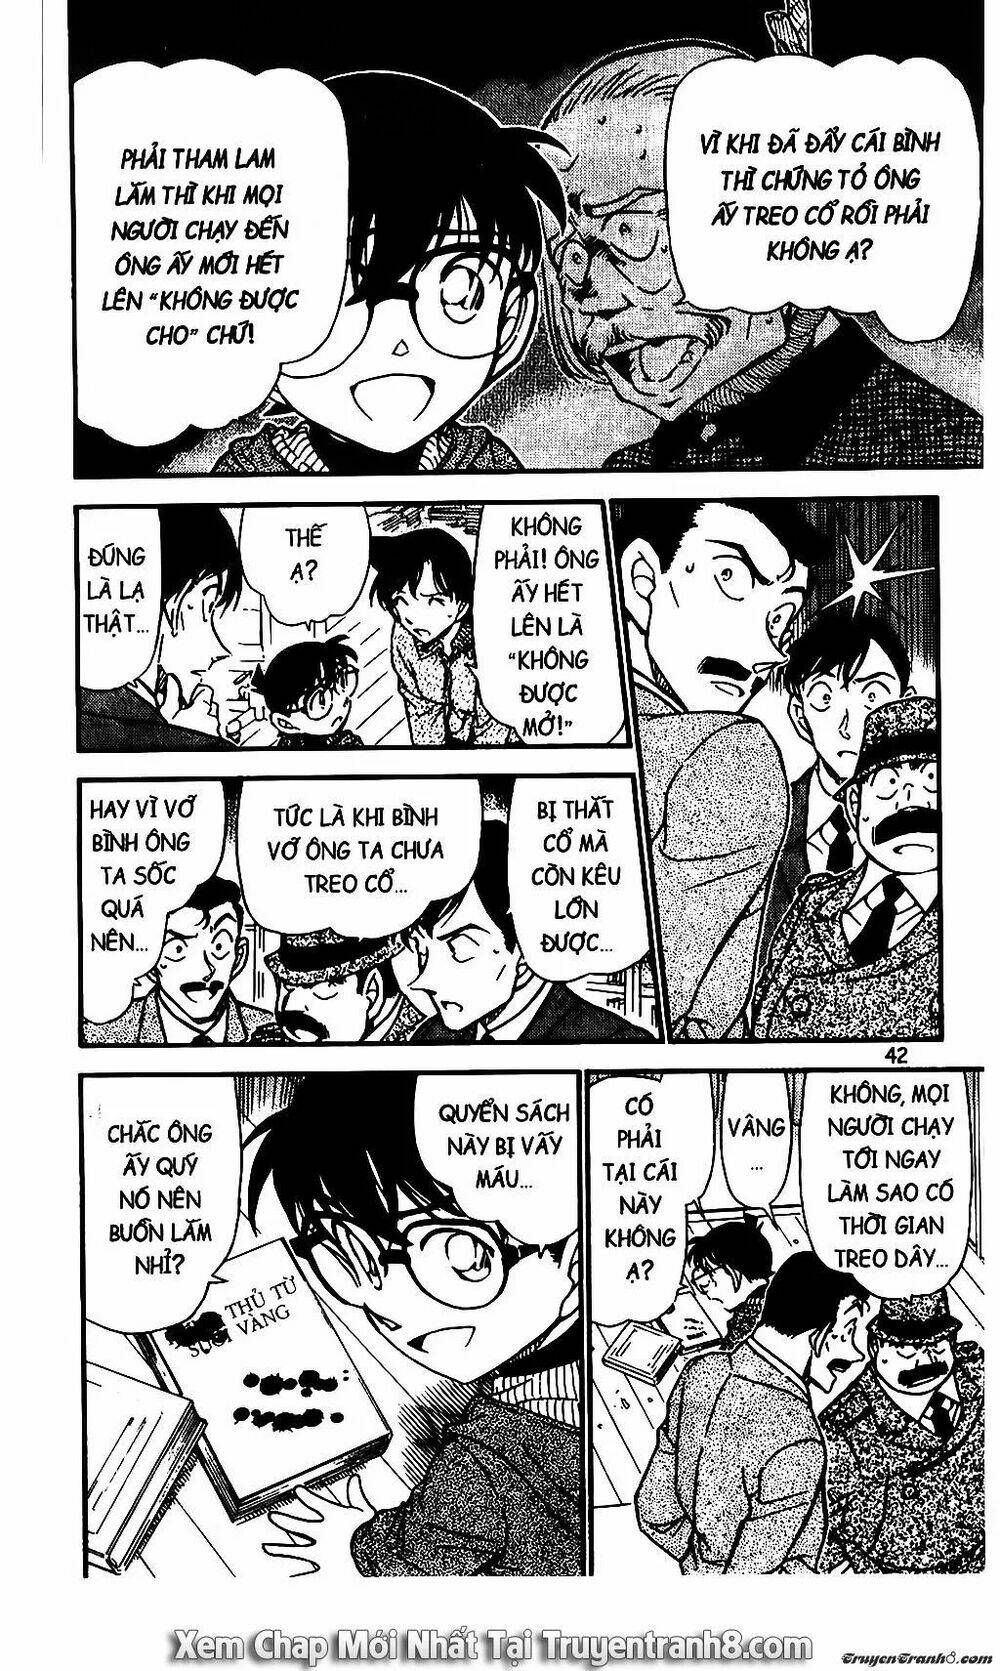 VÌ KHI ĐÃ ĐẨY CÁI BÌNH
THÌ CHỨNG TỎ ÔNG
ẤY TREO CỔ RỒI PHẢI
KHÔNG Ạ?
PHẢI THAM LAM
LẮM THÌ KHI MỌI
NGƯỜI CHẠY ĐẾN
ÔNG ẤY MỚI HÉT
LÊN "KHÔNG ĐƯỢC
CHO" CHỨ!
KHÔNG
PHẢI! ÔNG
ẤY HÉT
LÊN LÀ
"KHÔNG
ĐƯỢC
MỞ!"
THẾ
Ạ?
ĐÚNG
LÀ LẠ
THẬT...
BỊ THẮT
CỔ MÀ
CÒN KÊU
LỚN
ĐƯỢC...
TỨC LÀ KHI BÌNH
VỠ ÔNG TA CHƯA
TREO CỔ...
HAY VÌ VỠ
BÌNH ÔNG
TA SỐC
QUÁ
NÊN...
42
KHÔNG, MỌI
NGƯỜI CHẠY
TỚI NGAY
LÀM SAO CÓ
THỜI GIAN
TREO DÂY...
VÂNG
...
CÓ
PHẢI
TẠI CÁI
NÀY
KHÔNG
Ạ?
QUYỂN SÁCH
NÀY BỊ VẤY
MÁU...
CHẮC ÔNG
ẤY QUÝ
NÓ NÊN
BUỒN LẮM
NHỈ?
THỦ TỪ
SUỐI VÀNG
Xem Chap Mới Nhất Tại Truyentranh8.com
TruyenTranh8.com